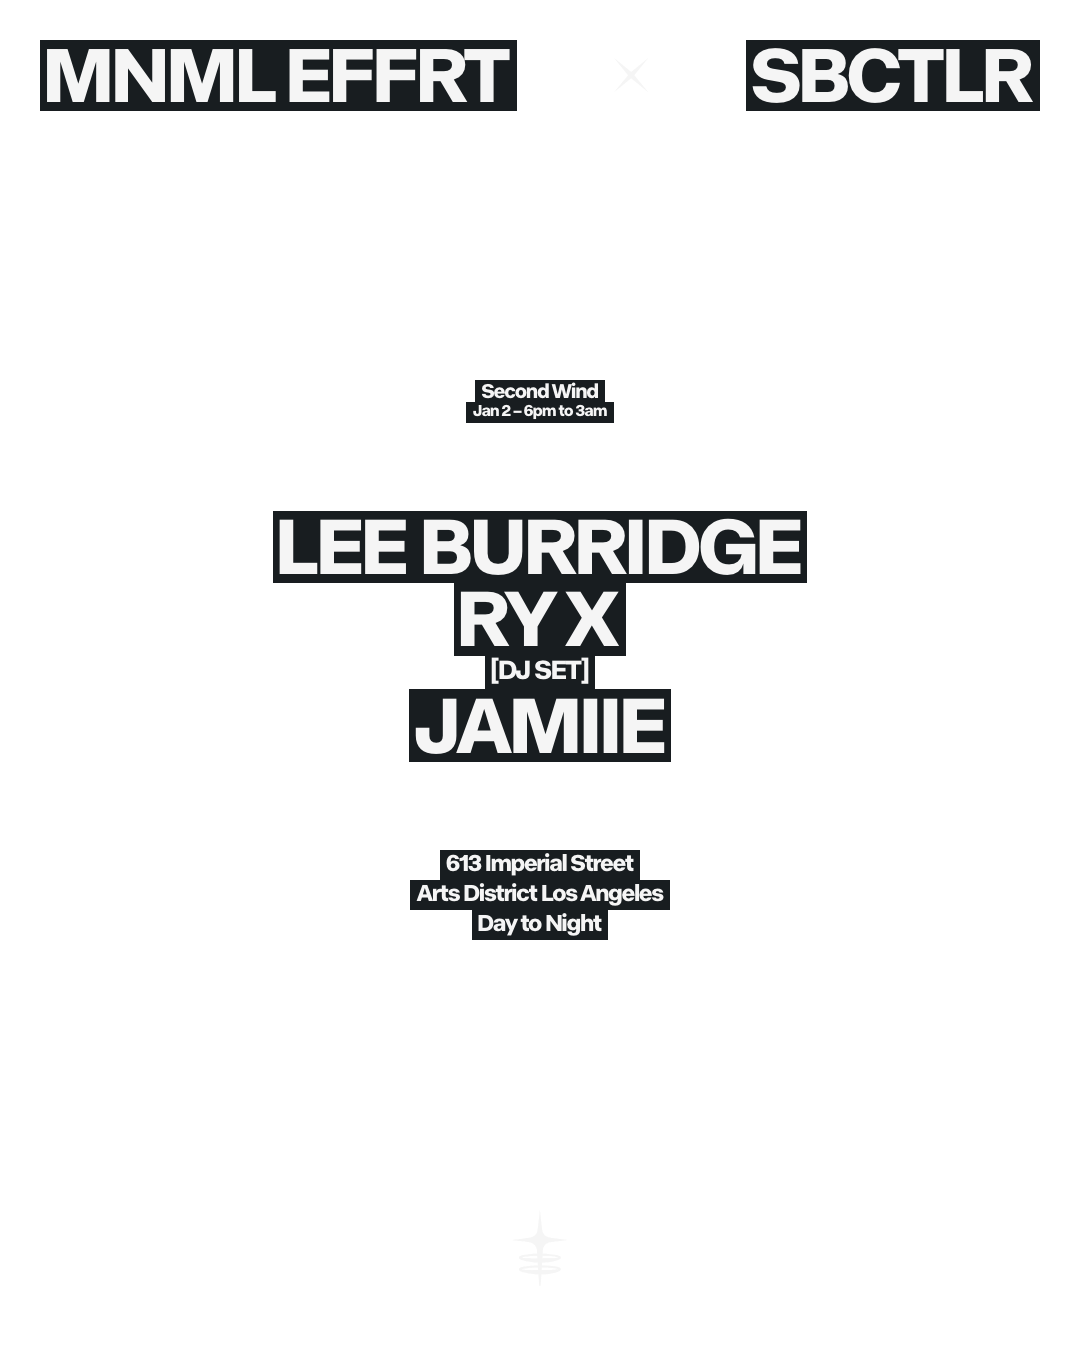 MNML EFFRT × SBCTLR
Second Wind
Jan 2 – 6pm to 3am
LEE BURRIDGE
RY X
[DJ SET]
JAMIIE
613 Imperial Street
Arts District Los Angeles
Day to Night